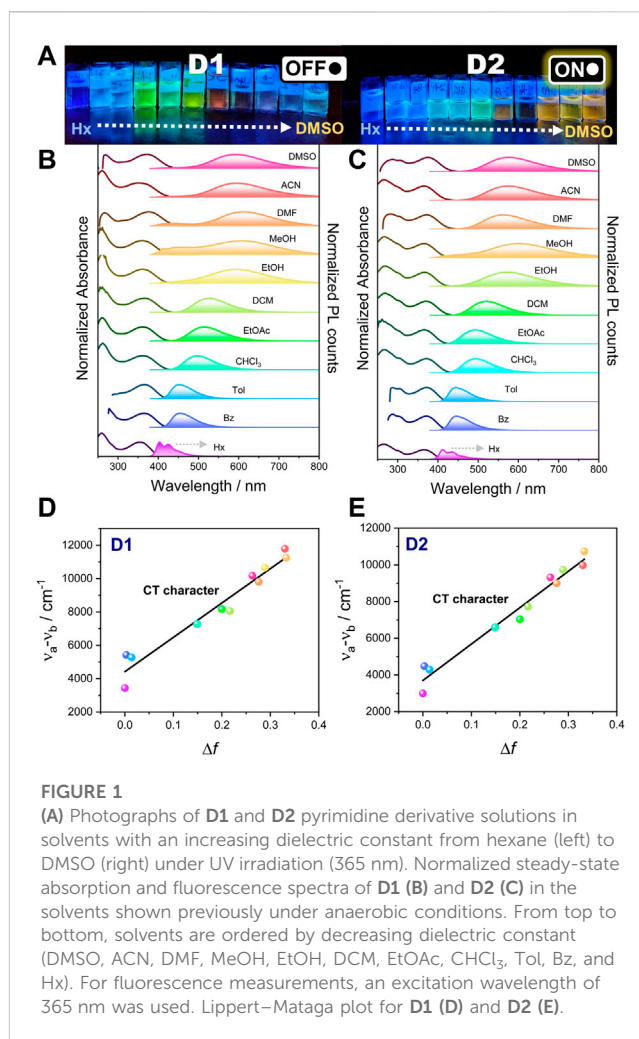 A
D1
OFF
D2
ON
Hx
DMSO
Hx
DMSO
B
Normalized Absorbance
Normalized PL counts
DMSO
ACN
DMF
MeOH
EtOH
DCM
EtOAc
CHCl₃
Tol
Bz
Hx
300 400 500 600 700 800
Wavelength / nm
C
Normalized Absorbance
Normalized PL counts
DMSO
ACN
DMF
MeOH
EtOH
DCM
EtOAc
CHCl₃
Tol
Bz
Hx
300 400 500 600 700 800
Wavelength / nm
D
D1
CT character
νₐ-νb / cm⁻¹
12000
10000
8000
6000
4000
2000
0.0 0.1 0.2 0.3 0.4
Δf
E
D2
CT character
νₐ-νb / cm⁻¹
12000
10000
8000
6000
4000
2000
0.0 0.1 0.2 0.3 0.4
Δf
FIGURE 1
(A) Photographs of D1 and D2 pyrimidine derivative solutions in
solvents with an increasing dielectric constant from hexane (left) to
DMSO (right) under UV irradiation (365 nm). Normalized steady-state
absorption and fluorescence spectra of D1 (B) and D2 (C) in the
solvents shown previously under anaerobic conditions. From top to
bottom, solvents are ordered by decreasing dielectric constant
(DMSO, ACN, DMF, MeOH, EtOH, DCM, EtOAc, CHCl₃, Tol, Bz, and
Hx). For fluorescence measurements, an excitation wavelength of
365 nm was used. Lippert–Mataga plot for D1 (D) and D2 (E).